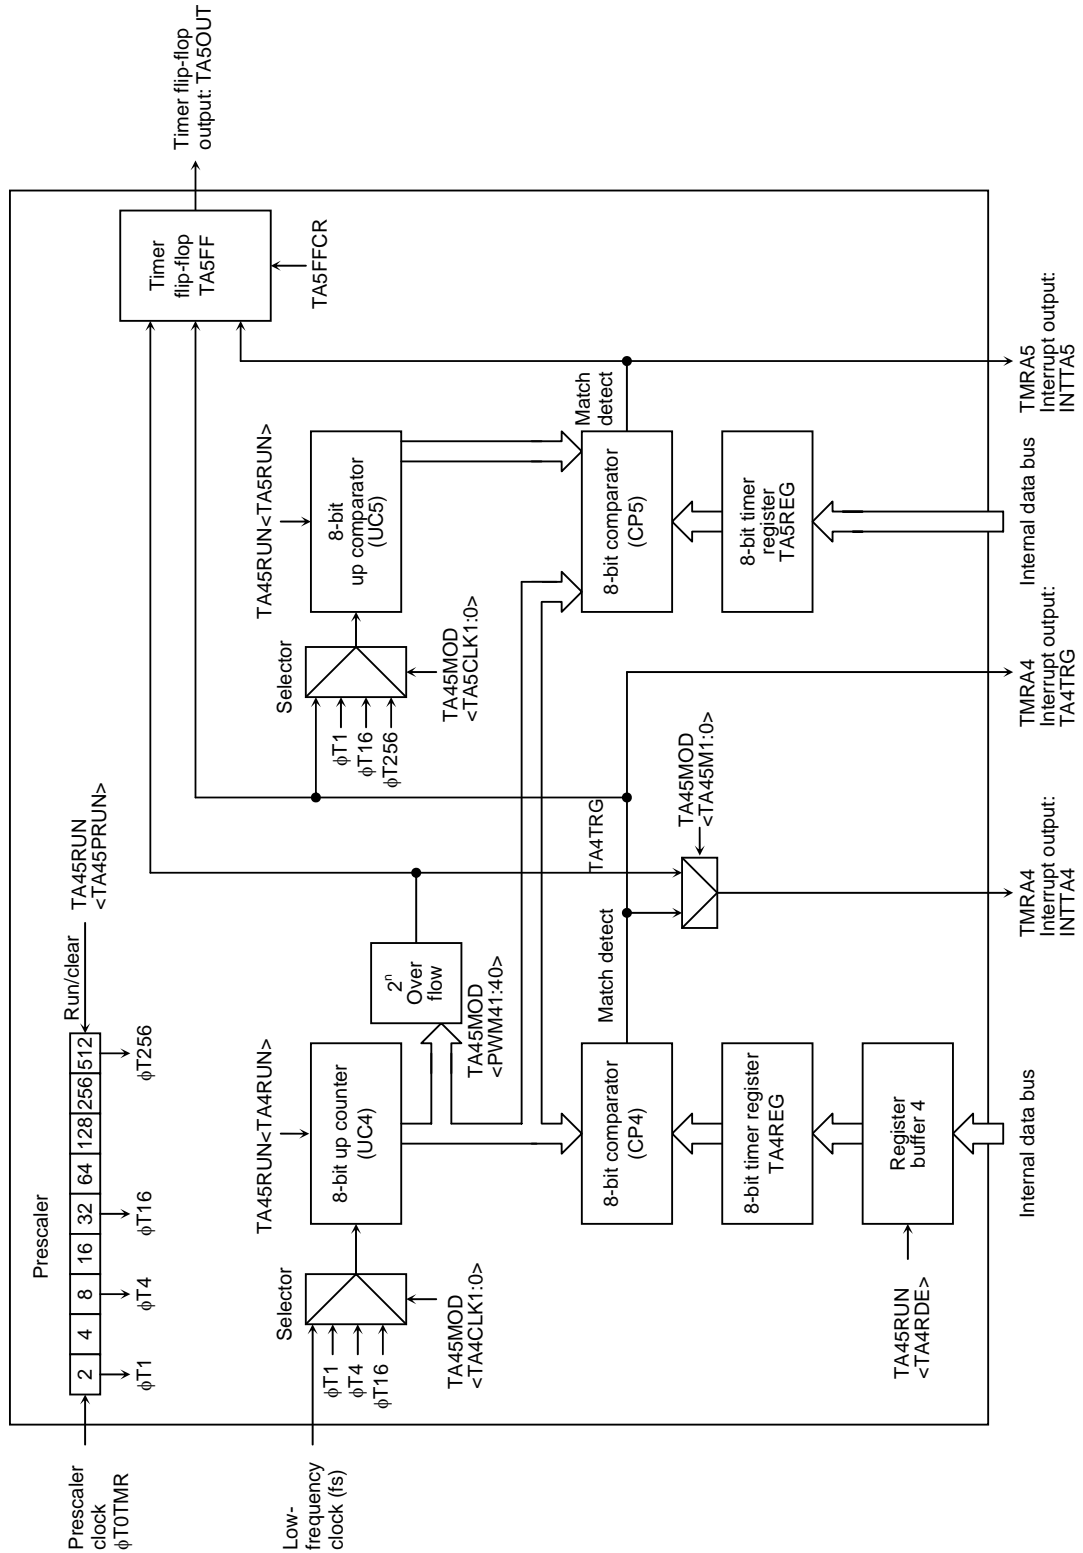 Prescaler
clock
φT0TMR
Prescaler
2
4
8
16
32
64
128
256
512
Run/clear
TA45RUN
<TA45PRUN>
φT1
φT4
φT16
φT256
Low-
frequency
clock (fs)
Selector
φT1
φT4
φT16
TA45MOD
<TA4CLK1:0>
TA45RUN<TA4RUN>
8-bit up counter
(UC4)
2n
Over
flow
TA45MOD
<PWM41:40>
Selector
φT1
φT16
φT256
TA45MOD
<TA5CLK1:0>
TA45RUN<TA5RUN>
8-bit
up comparator
(UC5)
Timer
flip-flop
TA5FF
TA5FFCR
Timer flip-flop
output: TA5OUT
8-bit comparator
(CP4)
Match detect
TA4TRG
TA45MOD
<TA45M1:0>
8-bit comparator
(CP5)
Match
detect
8-bit timer register
TA4REG
8-bit timer
register
TA5REG
TA45RUN
<TA4RDE>
Register
buffer 4
Internal data bus
TMRA4
Interrupt output:
INTTA4
TMRA4
Interrupt output:
TA4TRG
Internal data bus
TMRA5
Interrupt output:
INTTA5